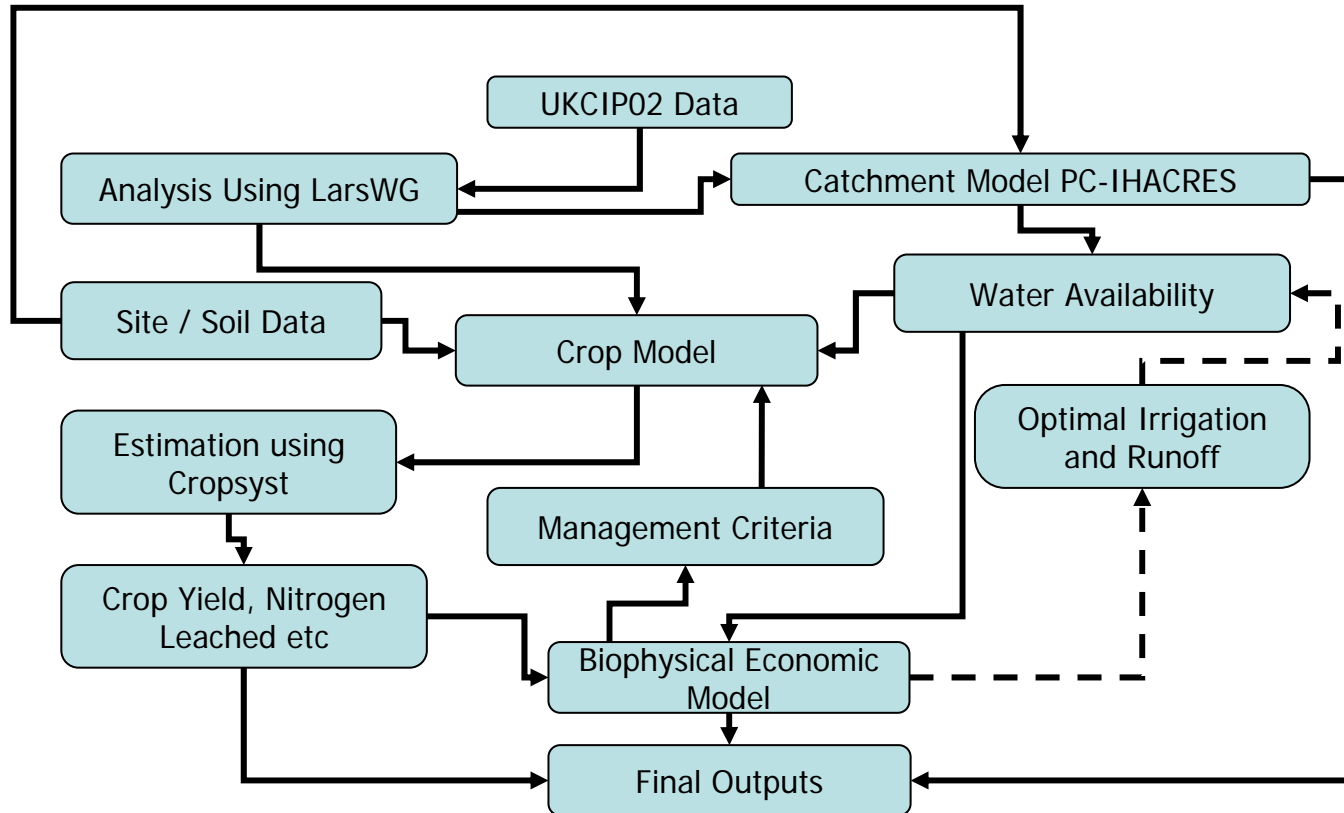 UKCIP02 Data
Analysis Using LarsWG
Catchment Model PC-IHACRES
Site / Soil Data
Water Availability
Crop Model
Optimal Irrigation
and Runoff
Estimation using
Cropsyst
Management Criteria
Crop Yield, Nitrogen
Leached etc
Biophysical Economic
Model
Final Outputs